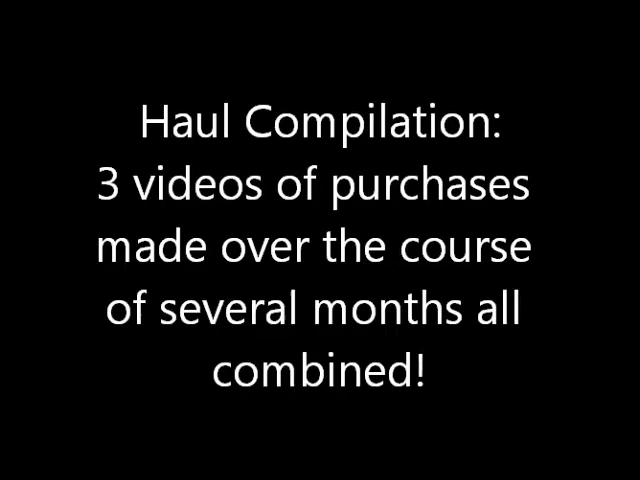 Haul Compilation:
3 videos of purchases
made over the course
of several months all
combined!